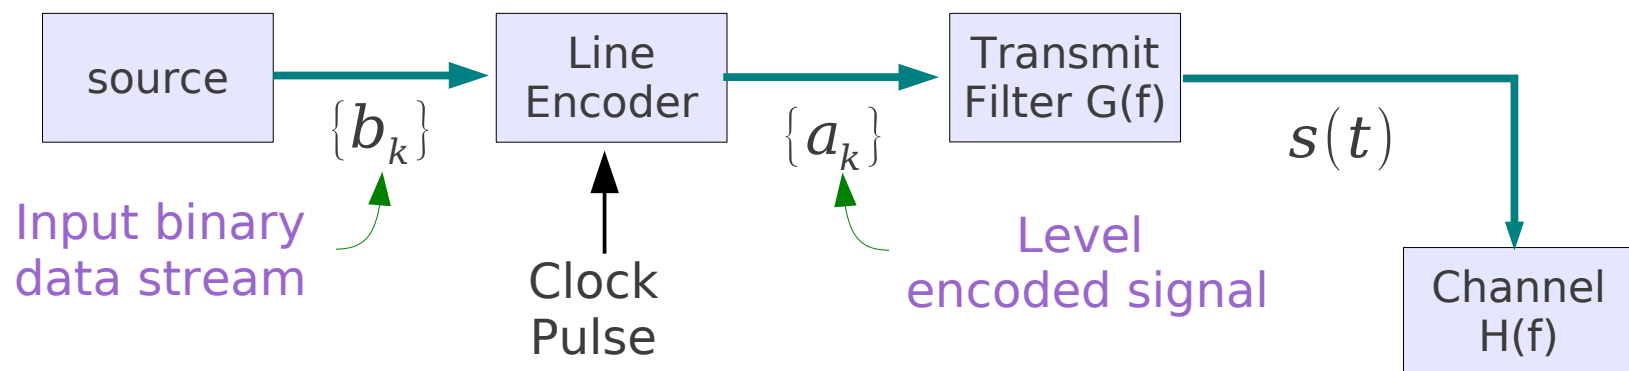 source
{b_k}
Line
Encoder
{a_k}
Transmit
Filter G(f)
s(t)
Input binary
data stream
Clock
Pulse
Level
encoded signal
Channel
H(f)